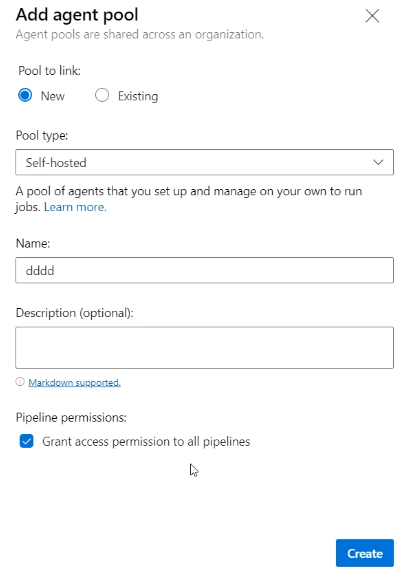 Add agent pool
Agent pools are shared across an organization.
Pool to link:
New Existing
Pool type:
Self-hosted
A pool of agents that you set up and manage on your own to run
jobs. Learn more.
Name:
dddd
Description (optional):
Markdown supported.
Pipeline permissions:
Grant access permission to all pipelines
Create